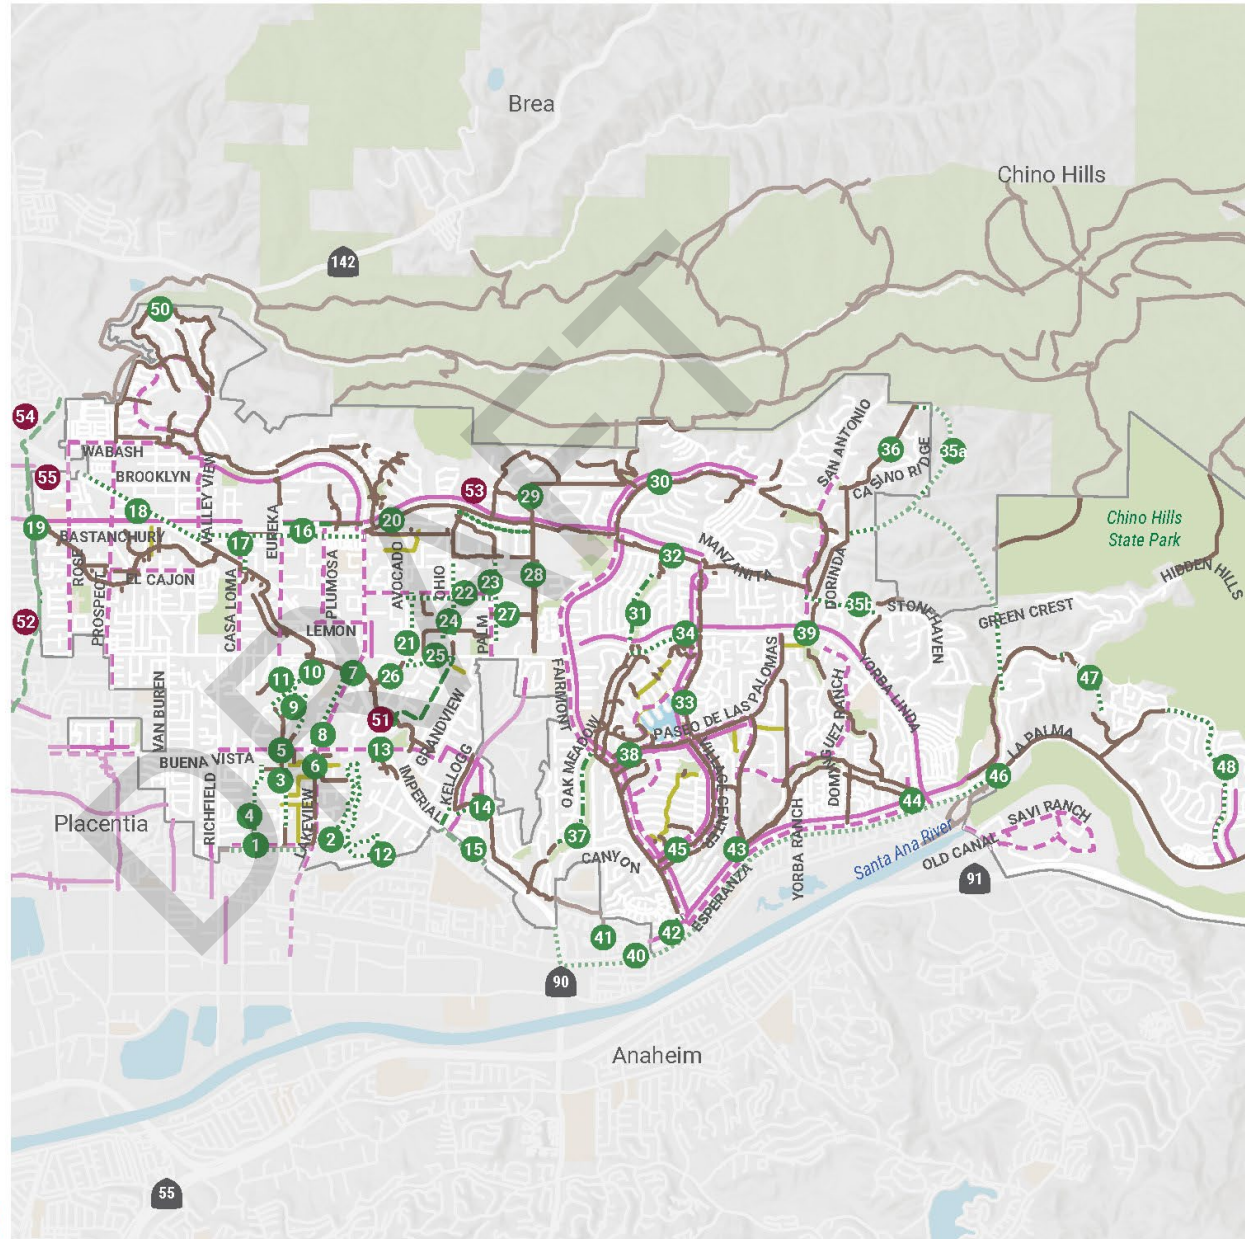 Brea
Chino Hills
142
50
54
WABASH
BROOKLYN
55
18
19
BASTANCHURY
VALLEY VIEW
EUREKA
16
17
20
53
29
30
SAN ANTONIO
36
35a
CASINO RIDGE
Chino Hills
State Park
HIDDEN HILLS
ROSE
PROSPECT
EL CAJON
CASA LOMA
PLUMOSA
AVOCADO
OHIO
22
23
28
32
MANZANITA
DORINDA
35b
STONEHAVEN
GREEN CREST
52
LEMON
21
24
27
PALM
31
34
39
25
26
11
10
7
9
8
51
GRANDVIEW
FAIRMONT
33
PASEO DE LAS PALOMAS
YORBA LINDA
47
VAN BUREN
5
BUENA VISTA
6
13
3
IMPERIAL
KELLOGG
OAK MEADOW
38
VILLAGE CENTER
DOMINGUEZ RANCH
LA PALMA
46
48
Placentia
RICHFIELD
4
LAKEVIEW
14
44
SAVI RANCH
1
2
12
15
37
CANYON
45
43
YORBA RANCH
Santa Ana River
OLD CANAL
91
ESPERANZA
41
42
40
90
Anaheim
55
DRAFT